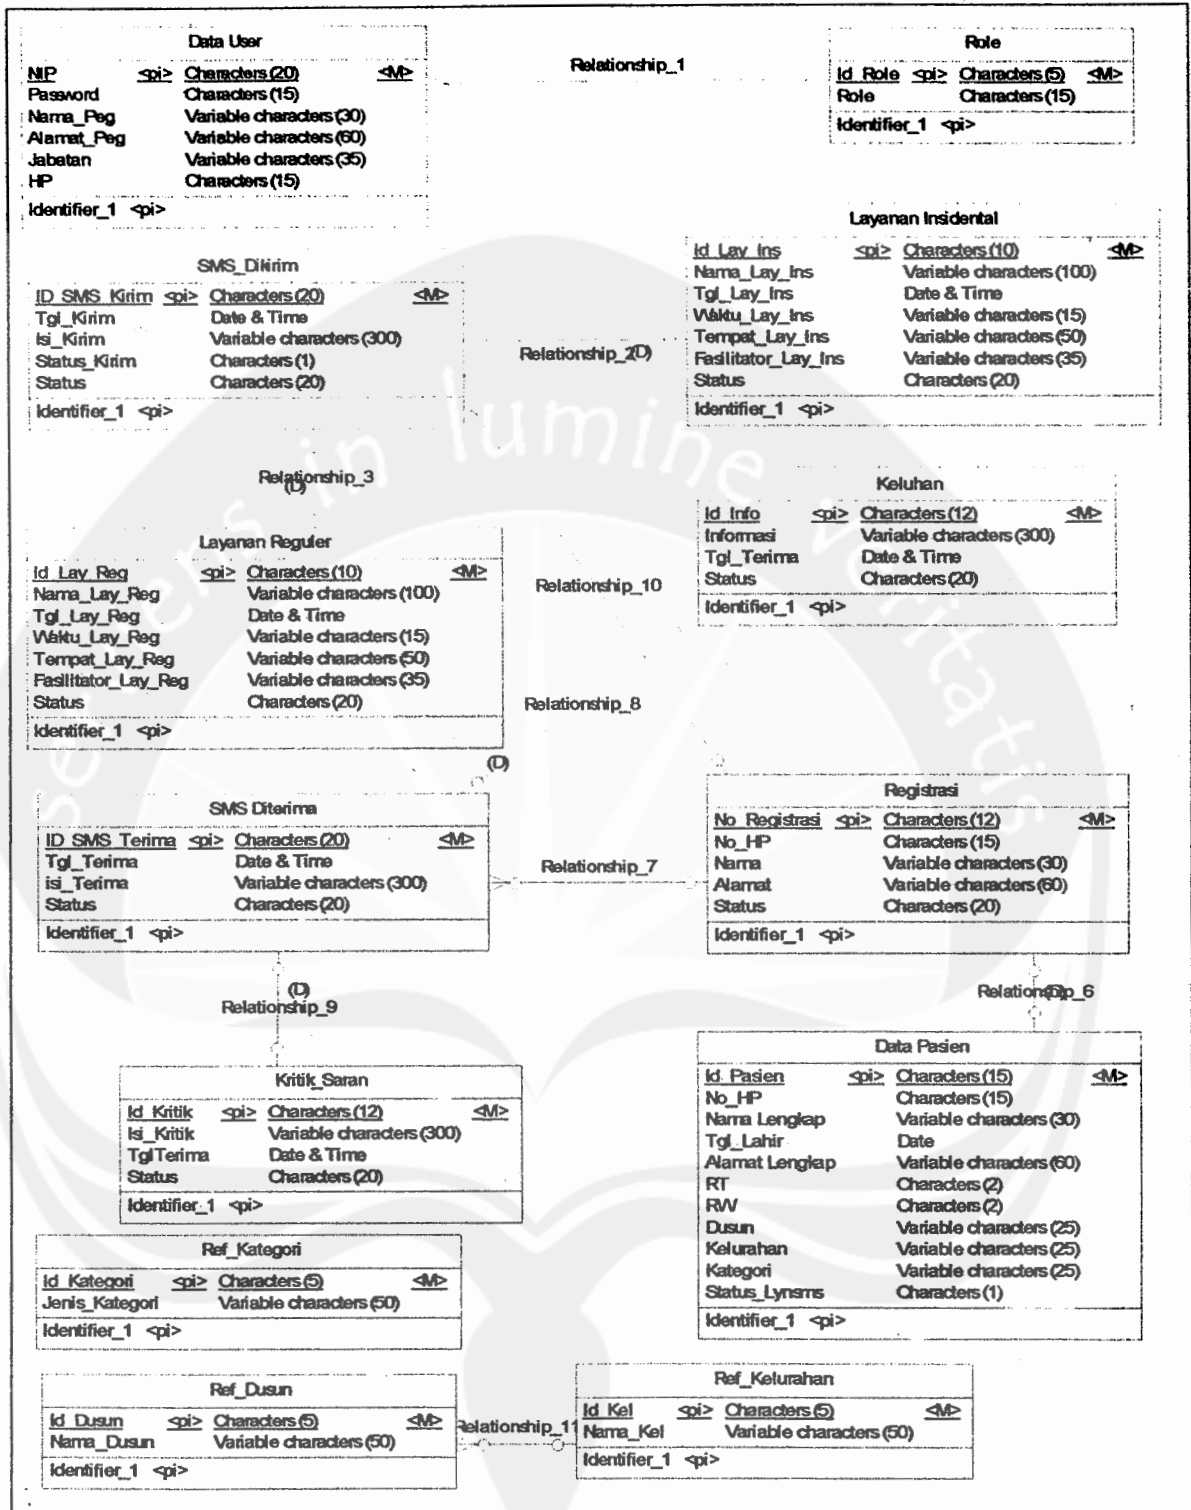 Data User
NIP <pi> Characters (20) <M>
Password Characters (15)
Nama_Peg Variable characters (30)
Alamat_Peg Variable characters (60)
Jabatan Variable characters (35)
HP Characters (15)
Identifier_1 <pi>
Relationship_1
Role
Id_Role <pi> Characters (5) <M>
Role Characters (15)
Identifier_1 <pi>
SMS_Dikirim
ID_SMS_Kirim <pi> Characters (20) <M>
Tgl_Kirim Date & Time
Isi_Kirim Variable characters (300)
Status_Kirim Characters (1)
Status Characters (20)
Identifier_1 <pi>
Relationship_2
(D)
Layanan Insidental
Id_Lay_Ins <pi> Characters (10) <M>
Nama_Lay_Ins Variable characters (100)
Tgl_Lay_Ins Date & Time
Waktu_Lay_Ins Variable characters (15)
Tempat_Lay_Ins Variable characters (50)
Fasilitator_Lay_Ins Variable characters (35)
Status Characters (20)
Identifier_1 <pi>
Relationship_3
(D)
Keluhan
Id_Info <pi> Characters (12) <M>
Informasi Variable characters (300)
Tgl_Terima Date & Time
Status Characters (20)
Identifier_1 <pi>
Layanan Reguler
Id_Lay_Reg <pi> Characters (10) <M>
Nama_Lay_Reg Variable characters (100)
Tgl_Lay_Reg Date & Time
Waktu_Lay_Reg Variable characters (15)
Tempat_Lay_Reg Variable characters (50)
Fasilitator_Lay_Reg Variable characters (35)
Status Characters (20)
Identifier_1 <pi>
Relationship_10
Relationship_8
(D)
SMS Diterima
ID_SMS_Terima <pi> Characters (20) <M>
Tgl_Terima Date & Time
isi_Terima Variable characters (300)
Status Characters (20)
Identifier_1 <pi>
Relationship_7
Registrasi
No_Registrasi <pi> Characters (12) <M>
No_HP Characters (15)
Nama Variable characters (30)
Alamat Variable characters (60)
Status Characters (20)
Identifier_1 <pi>
(D)
Relationship_9
Relationship_6
(D)
Kritik_Saran
Id_Kritik <pi> Characters (12) <M>
Isi_Kritik Variable characters (300)
TglTerima Date & Time
Status Characters (20)
Identifier_1 <pi>
Data Pasien
Id_Pasien <pi> Characters (15) <M>
No_HP Characters (15)
Nama Lengkap Variable characters (30)
Tgl_Lahir Date
Alamat Lengkap Variable characters (60)
RT Characters (2)
RW Characters (2)
Dusun Variable characters (25)
Kelurahan Variable characters (25)
Kategori Variable characters (25)
Status_Lynsms Characters (1)
Identifier_1 <pi>
Ref_Kategori
Id_Kategori <pi> Characters (5) <M>
Jenis_Kategori Variable characters (50)
Identifier_1 <pi>
Ref_Dusun
Id_Dusun <pi> Characters (5) <M>
Nama_Dusun Variable characters (50)
Identifier_1 <pi>
Relationship_11
Ref_Kelurahan
Id_Kel <pi> Characters (5) <M>
Nama_Kel Variable characters (50)
Identifier_1 <pi>
serviens in lumine veritatis